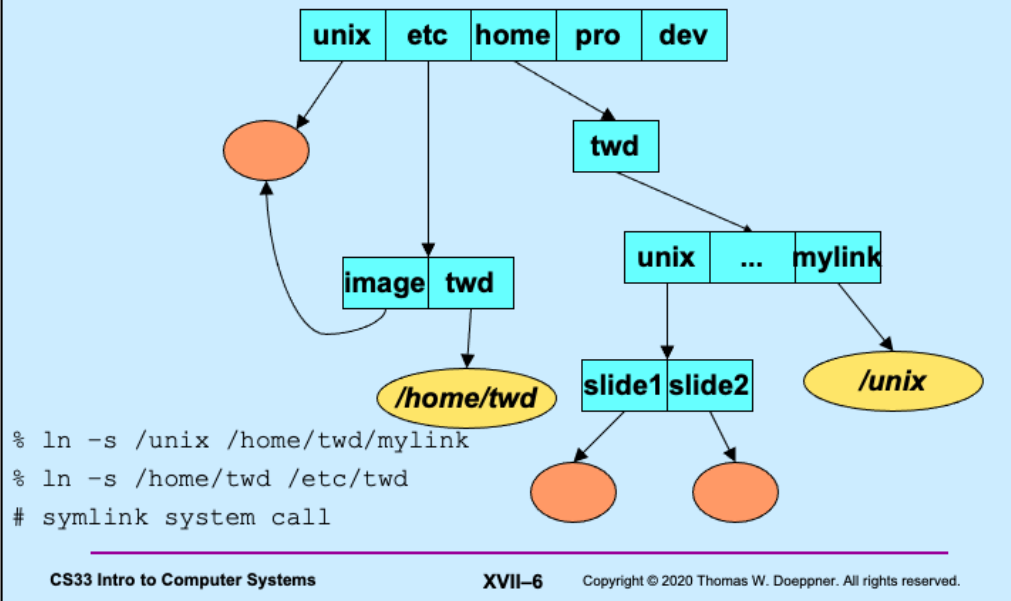 unix etc home pro dev
twd
unix ... mylink
image twd
slide1 slide2
/home/twd
/unix
% ln -s /unix /home/twd/mylink
% ln -s /home/twd /etc/twd
# symlink system call
CS33 Intro to Computer Systems XVII–6 Copyright © 2020 Thomas W. Doeppner. All rights reserved.